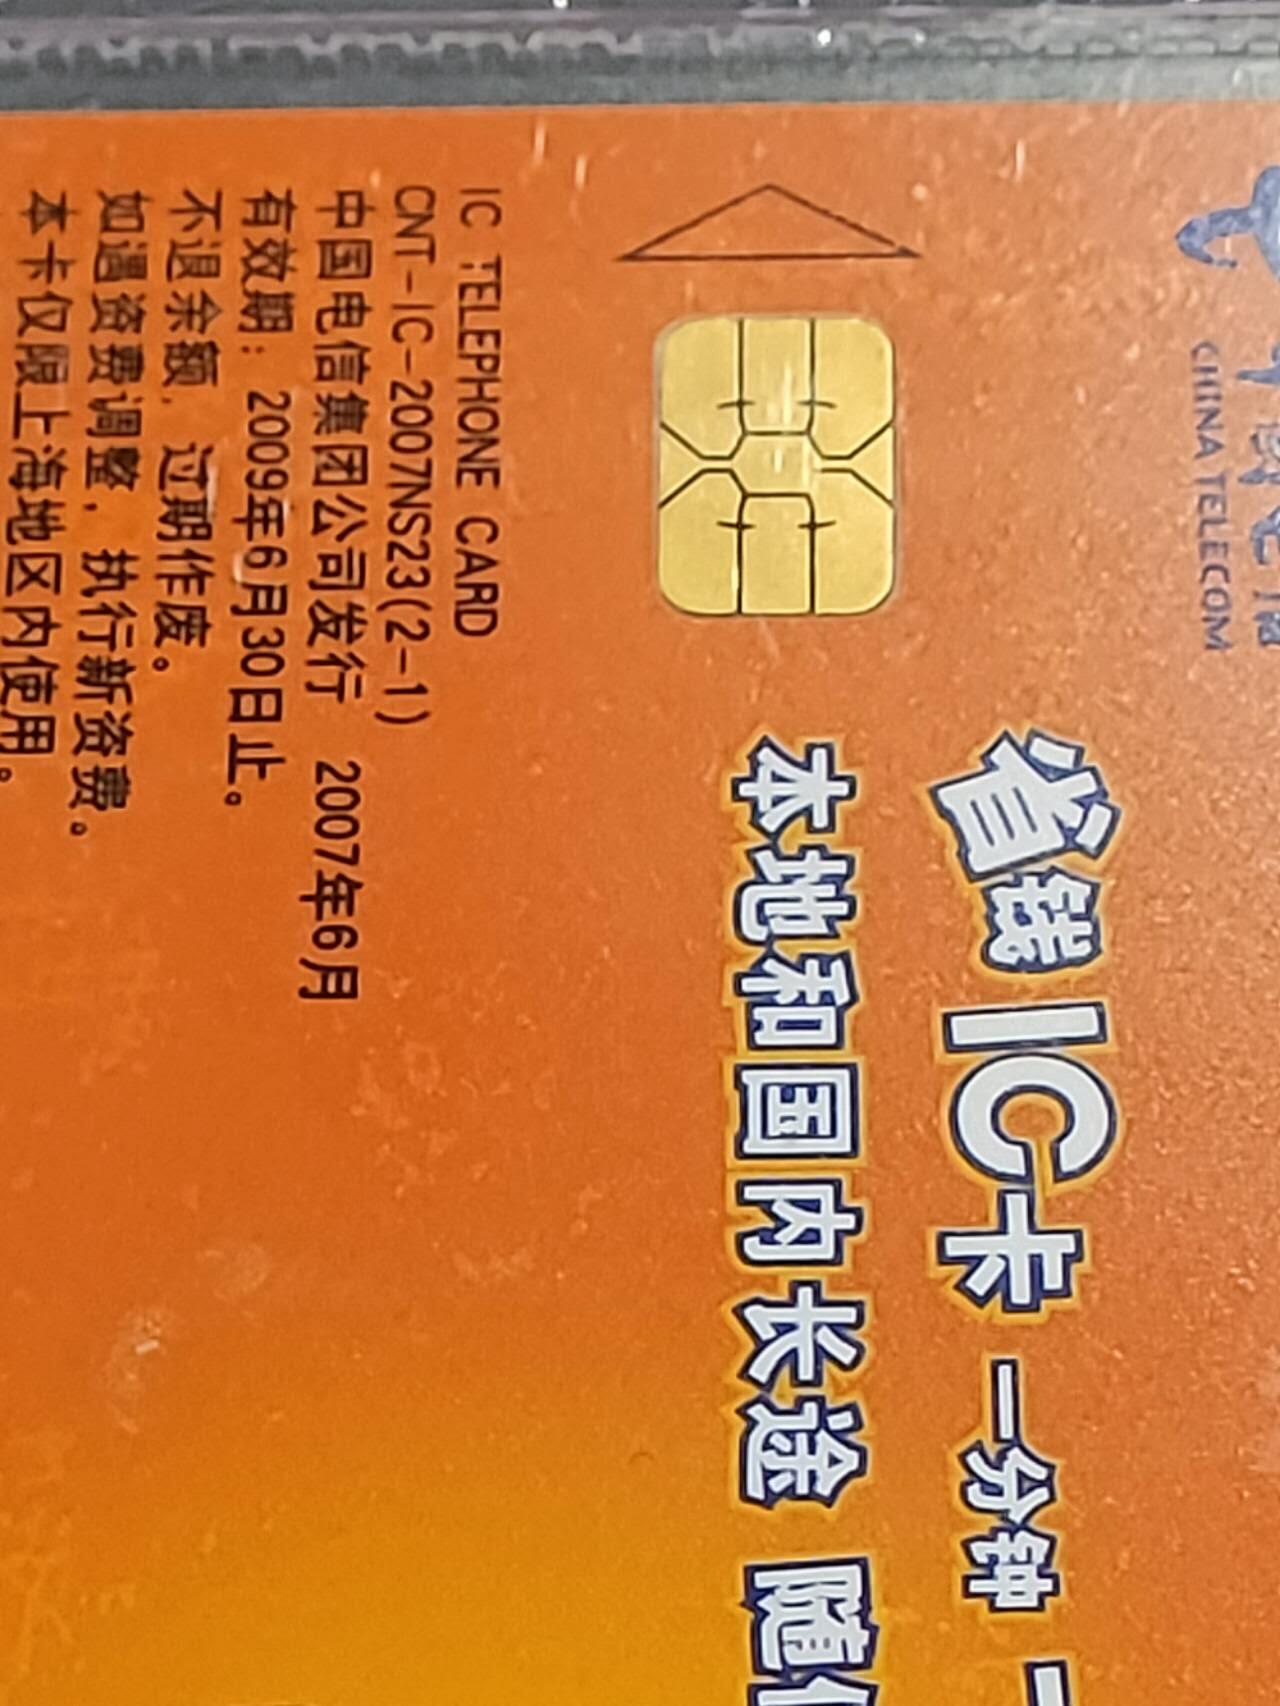 中国电信
CHINA TELECOM
省钱IC卡 一分钟
本地和国内长途 随
IC TELEPHONE CARD
CNT-IC-2007NS23(2-1)
中国电信集团公司发行 2007年6月
有效期: 2009年6月30日止。
不退余额, 过期作废。
如遇资费调整, 执行新资费。
本卡仅限上海地区内使用。